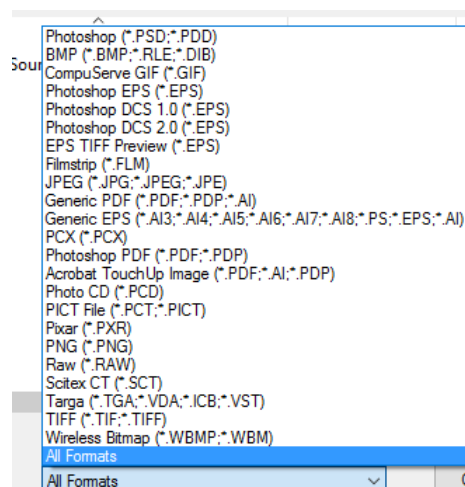 Photoshop (*.PSD;*.PDD)
BMP (*.BMP;*.RLE;*.DIB)
CompuServe GIF (*.GIF)
Photoshop EPS (*.EPS)
Photoshop DCS 1.0 (*.EPS)
Photoshop DCS 2.0 (*.EPS)
EPS TIFF Preview (*.EPS)
Filmstrip (*.FLM)
JPEG (*.JPG;*.JPEG;*.JPE)
Generic PDF (*.PDF;*.PDP;*.AI)
Generic EPS (*.AI3;*.AI4;*.AI5;*.AI6;*.AI7;*.AI8;*.PS;*.EPS;*.AI)
PCX (*.PCX)
Photoshop PDF (*.PDF;*.PDP)
Acrobat TouchUp Image (*.PDF;*.AI;*.PDP)
Photo CD (*.PCD)
PICT File (*.PCT;*.PICT)
Pixar (*.PXR)
PNG (*.PNG)
Raw (*.RAW)
Scitex CT (*.SCT)
Targa (*.TGA;*.VDA;*.ICB;*.VST)
TIFF (*.TIF;*.TIFF)
Wireless Bitmap (*.WBMP;*.WBM)
All Formats
All Formats